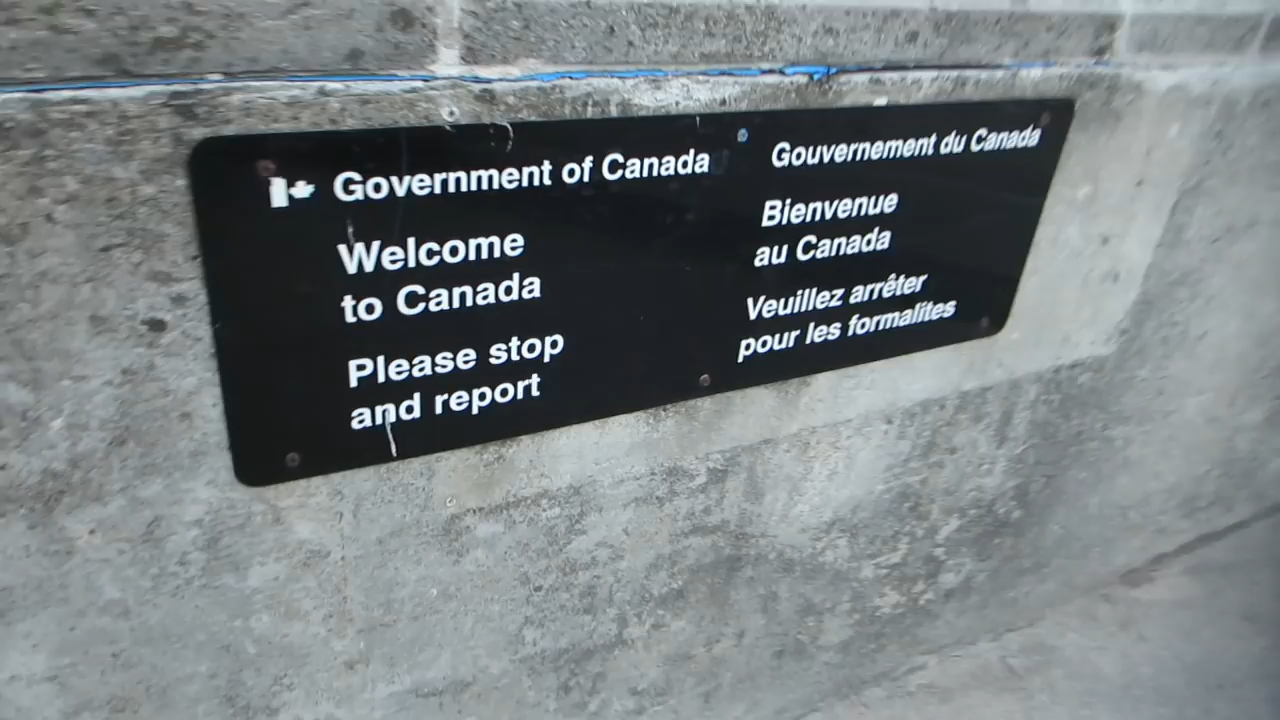 Government of Canada
Welcome
to Canada
Please stop
and report
Gouvernement du Canada
Bienvenue
au Canada
Veuillez arrêter
pour les formalites